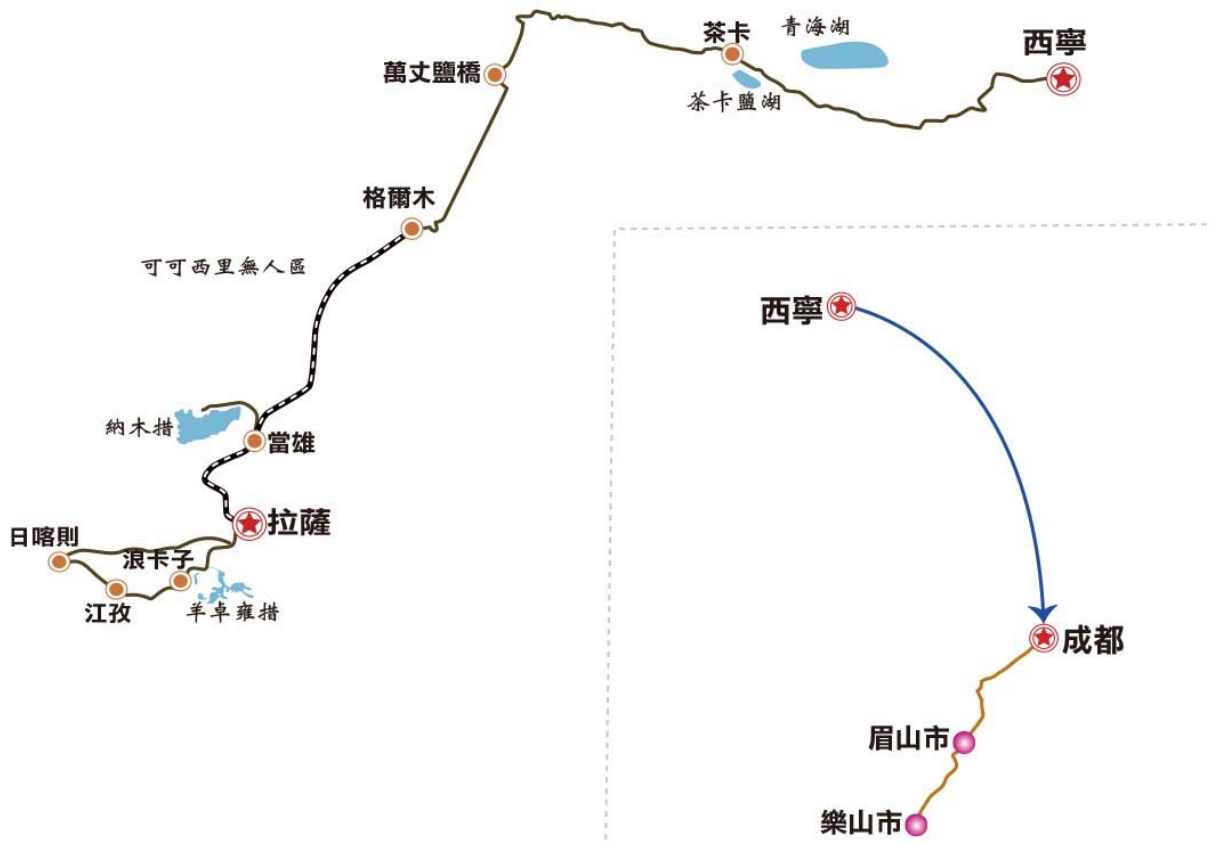 青海湖
茶卡
西寧
萬丈鹽橋
茶卡鹽湖
格爾木
可可西里無人區
西寧
納木措
當雄
拉薩
日喀則
浪卡子
江孜
羊卓雍措
成都
眉山市
樂山市